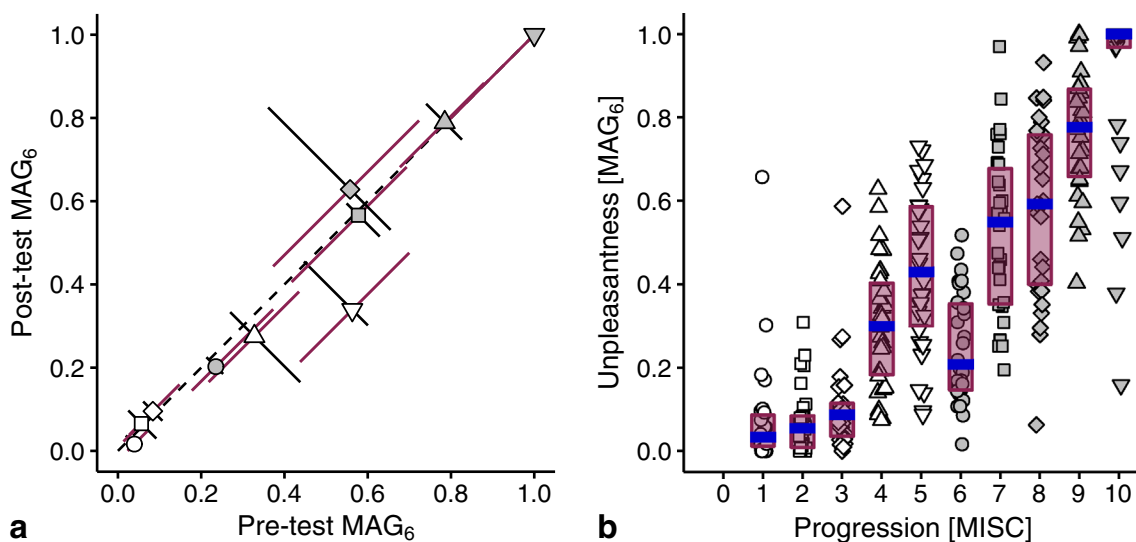 1.0
0.8
0.6
0.4
0.2
0.0
Post-test MAG6
0.0 0.2 0.4 0.6 0.8 1.0
Pre-test MAG6
a
1.0
0.8
0.6
0.4
0.2
0.0
Unpleasantness [MAG6]
0 1 2 3 4 5 6 7 8 9 10
Progression [MISC]
b